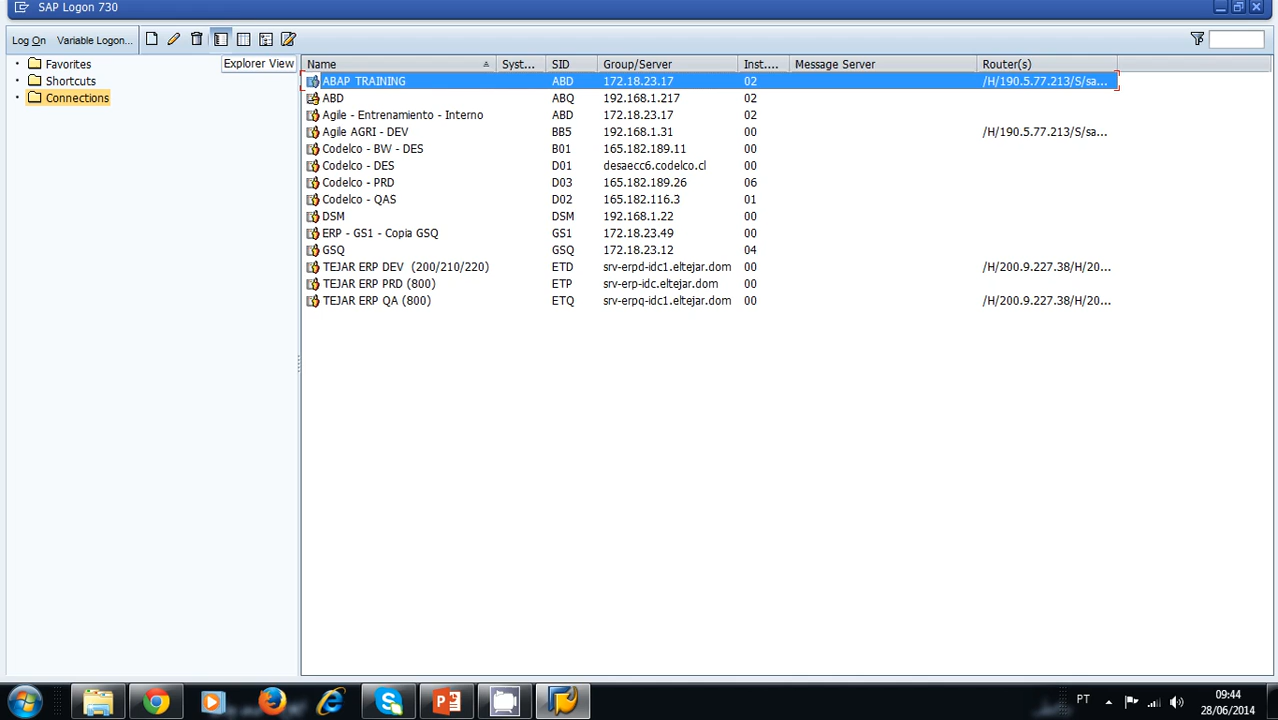 SAP Logon 730
Log On Variable Logon...
Favorites
Shortcuts
Connections
Explorer View
Name Syst... SID Group/Server Inst.... Message Server Router(s)
ABAP TRAINING ABD 172.18.23.17 02 /H/190.5.77.213/S/sa...
ABD ABQ 192.168.1.217 02
Agile - Entrenamiento - Interno ABD 172.18.23.17 02
Agile AGRI - DEV BB5 192.168.1.31 00 /H/190.5.77.213/S/sa...
Codelco - BW - DES B01 165.182.189.11 00
Codelco - DES D01 desaecc6.codelco.cl 00
Codelco - PRD D03 165.182.189.26 06
Codelco - QAS D02 165.182.116.3 01
DSM DSM 192.168.1.22 00
ERP - GS1 - Copia GSQ GS1 172.18.23.49 00
GSQ GSQ 172.18.23.12 04
TEJAR ERP DEV (200/210/220) ETD srv-erpd-idc1.eltejar.dom 00 /H/200.9.227.38/H/20...
TEJAR ERP PRD (800) ETP srv-erp-idc.eltejar.dom 00
TEJAR ERP QA (800) ETQ srv-erpq-idc1.eltejar.dom 00 /H/200.9.227.38/H/20...
PT
09:44
28/06/2014